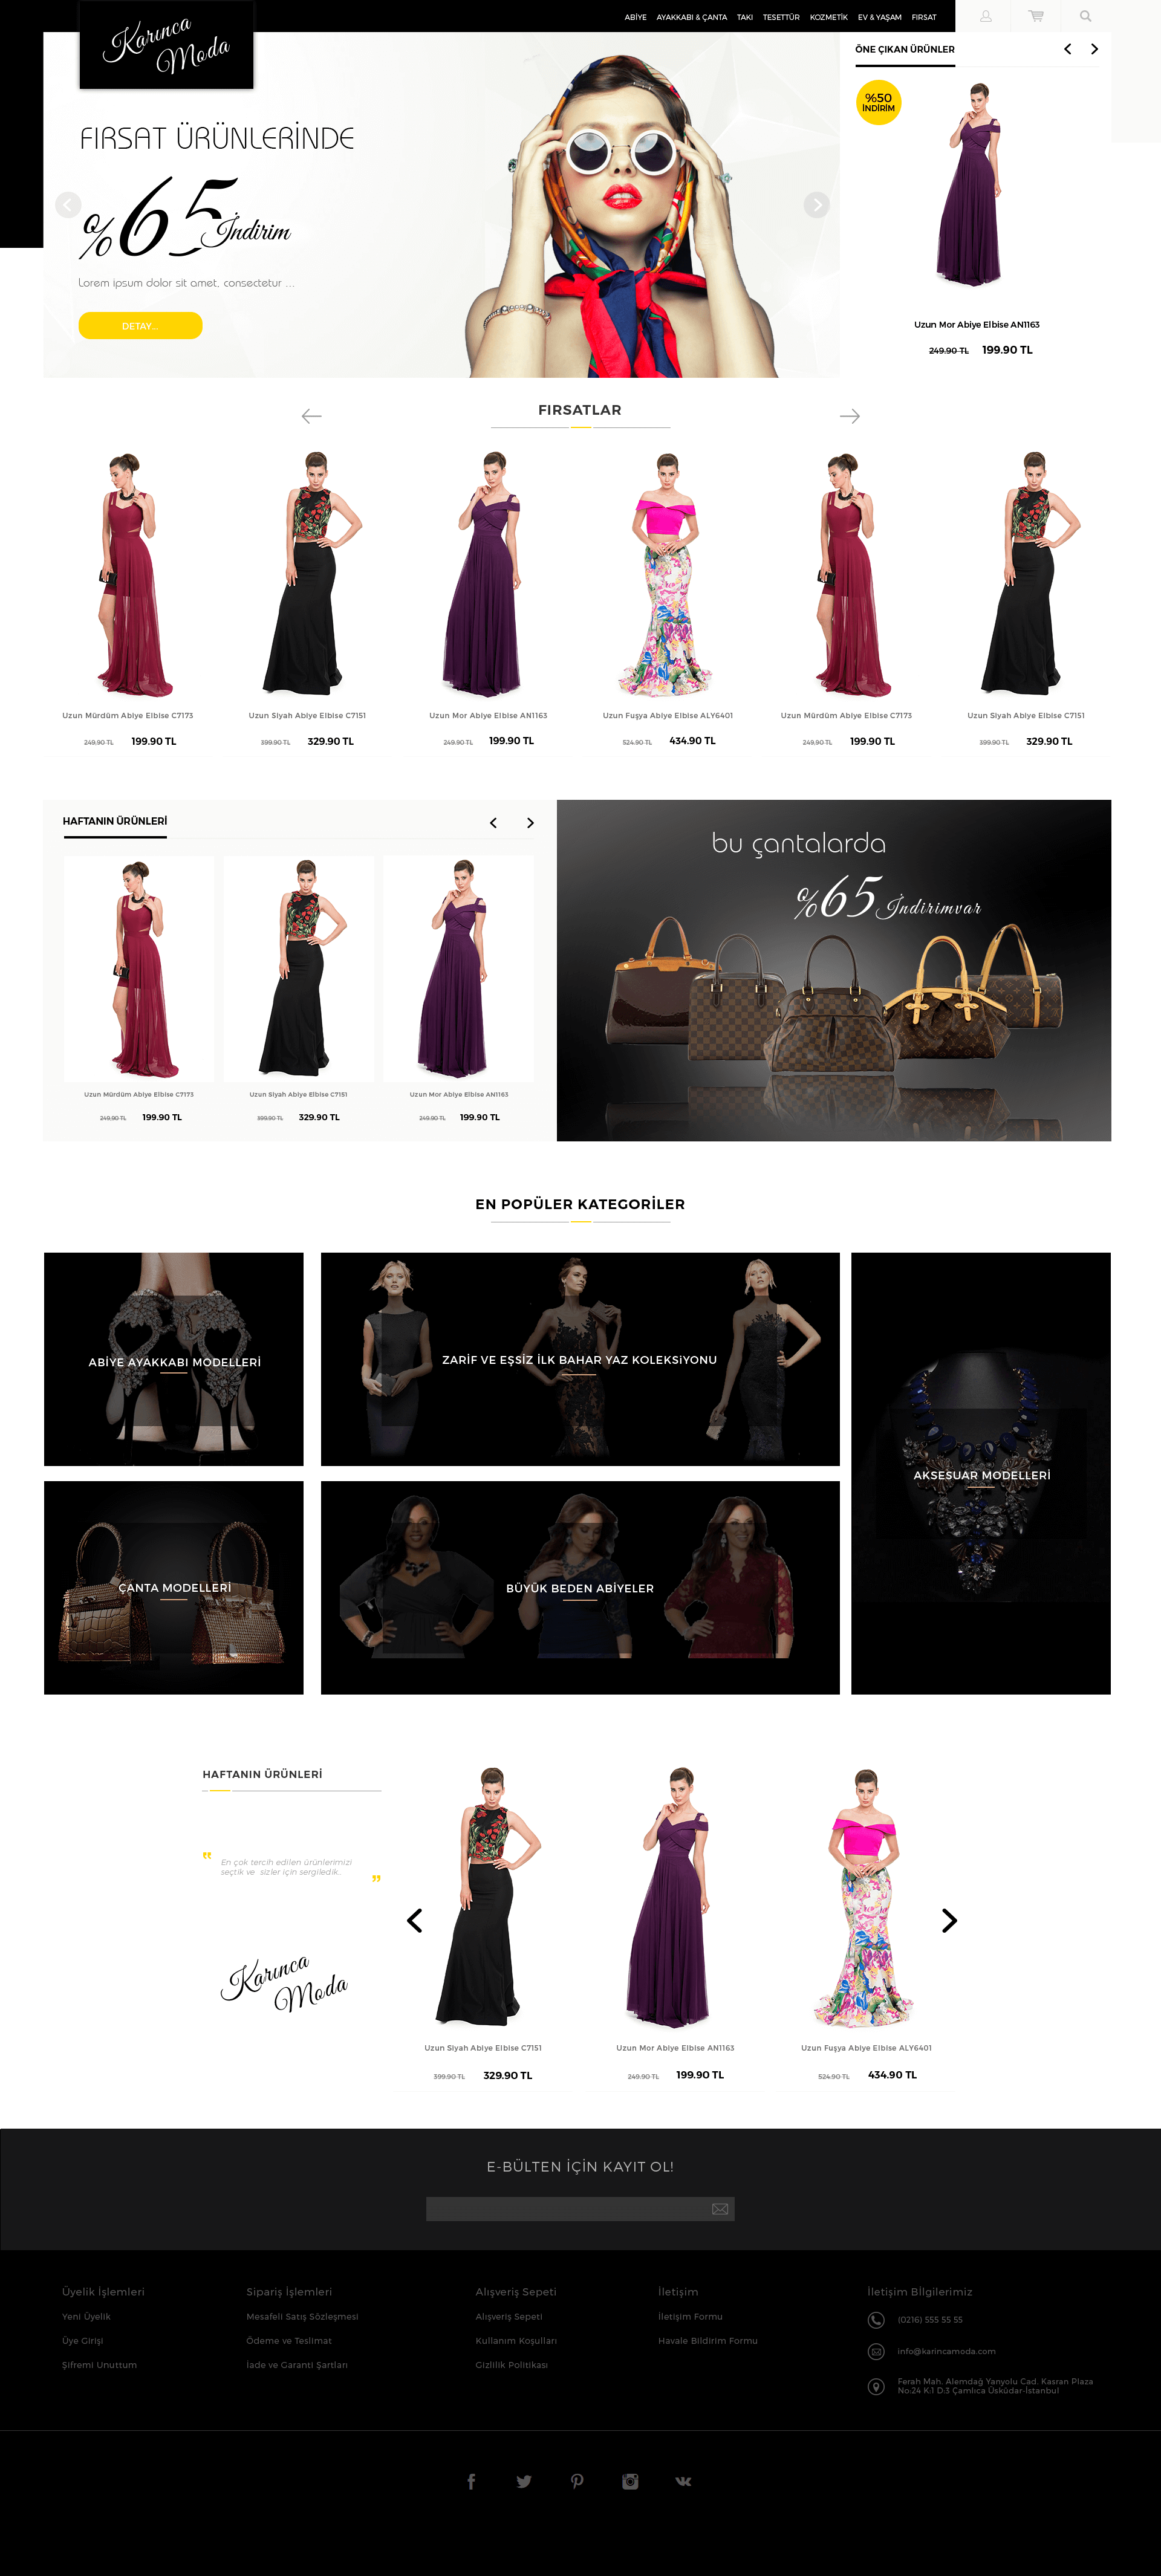 Karınca
Moda
ABİYE AYAKKABI & ÇANTA TAKI TESETTÜR KOZMETİK EV & YAŞAM FIRSAT
FIRSAT ÜRÜNLERİNDE
%65 İndirim
Lorem ipsum dolor sit amet, consectetur ...
DETAY...
ÖNE ÇIKAN ÜRÜNLER
%50
İNDİRİM
Uzun Mor Abiye Elbise AN1163
249.90 TL 199.90 TL
FIRSATLAR
Uzun Mürdüm Abiye Elbise C7173
249.90 TL 199.90 TL
Uzun Siyah Abiye Elbise C7151
399.90 TL 329.90 TL
Uzun Mor Abiye Elbise AN1163
249.90 TL 199.90 TL
Uzun Fuşya Abiye Elbise ALY6401
524.90 TL 434.90 TL
Uzun Mürdüm Abiye Elbise C7173
249.90 TL 199.90 TL
Uzun Siyah Abiye Elbise C7151
399.90 TL 329.90 TL
HAFTANIN ÜRÜNLERİ
Uzun Mürdüm Abiye Elbise C7173
249.90 TL 199.90 TL
Uzun Siyah Abiye Elbise C7151
399.90 TL 329.90 TL
Uzun Mor Abiye Elbise AN1163
249.90 TL 199.90 TL
bu çantalarda
%65 İndirimvar
EN POPÜLER KATEGORİLER
ABİYE AYAKKABI MODELLERİ
ZARİF VE EŞSİZ İLK BAHAR YAZ KOLEKSiYONU
AKSESUAR MODELLERİ
ÇANTA MODELLERİ
BÜYÜK BEDEN ABİYELER
HAFTANIN ÜRÜNLERİ
" En çok tercih edilen ürünlerimizi
seçtik ve sizler için sergiledik.. "
Karınca
Moda
Uzun Siyah Abiye Elbise C7151
399.90 TL 329.90 TL
Uzun Mor Abiye Elbise AN1163
249.90 TL 199.90 TL
Uzun Fuşya Abiye Elbise ALY6401
524.90 TL 434.90 TL
E-BÜLTEN İÇİN KAYIT OL!
Üyelik İşlemleri
Yeni Üyelik
Üye Girişi
Şifremi Unuttum
Sipariş İşlemleri
Mesafeli Satış Sözleşmesi
Ödeme ve Teslimat
İade ve Garanti Şartları
Alışveriş Sepeti
Alışveriş Sepeti
Kullanım Koşulları
Gizlilik Politikası
İletişim
İletişim Formu
Havale Bildirim Formu
İletişim Bilgilerimiz
(0216) 555 55 55
info@karincamoda.com
Ferah Mah. Alemdağ Yanyolu Cad. Kasran Plaza
No:24 K:1 D:3 Çamlıca Üsküdar-İstanbul